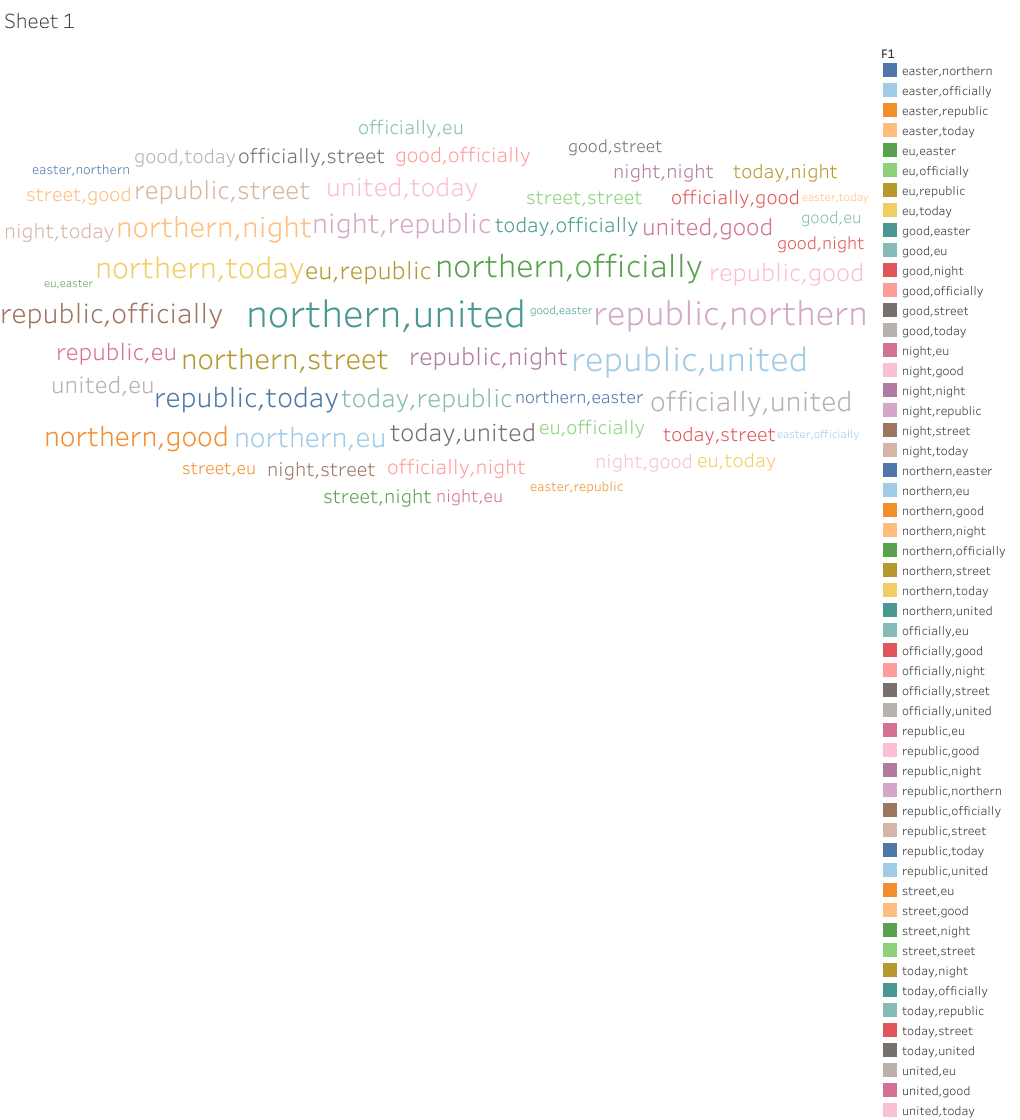 Sheet 1
officially,eu
good,street
good,today officially,street good,officially
easter,northern
night,night today,night
street,good republic,street united,today
street,street officially,good easter,today
night,today northern,night night,republic today,officially united,good good,eu
good,night
northern,today eu,republic northern,officially republic,good
eu,easter
republic,officially northern,united good,easter republic,northern
republic,eu northern,street republic,night republic,united
united,eu republic,today today,republic northern,easter officially,united
northern,good northern,eu today,united eu,officially today,street easter,officially
street,eu night,street officially,night night,good eu,today
street,night night,eu easter,republic
F1
easter,northern
easter,officially
easter,republic
easter,today
eu,easter
eu,officially
eu,republic
eu,today
good,easter
good,eu
good,night
good,officially
good,street
good,today
night,eu
night,good
night,night
night,republic
night,street
night,today
northern,easter
northern,eu
northern,good
northern,night
northern,officially
northern,street
northern,today
northern,united
officially,eu
officially,good
officially,night
officially,street
officially,united
republic,eu
republic,good
republic,night
republic,northern
republic,officially
republic,street
republic,today
republic,united
street,eu
street,good
street,night
street,street
today,night
today,officially
today,republic
today,street
today,united
united,eu
united,good
united,today